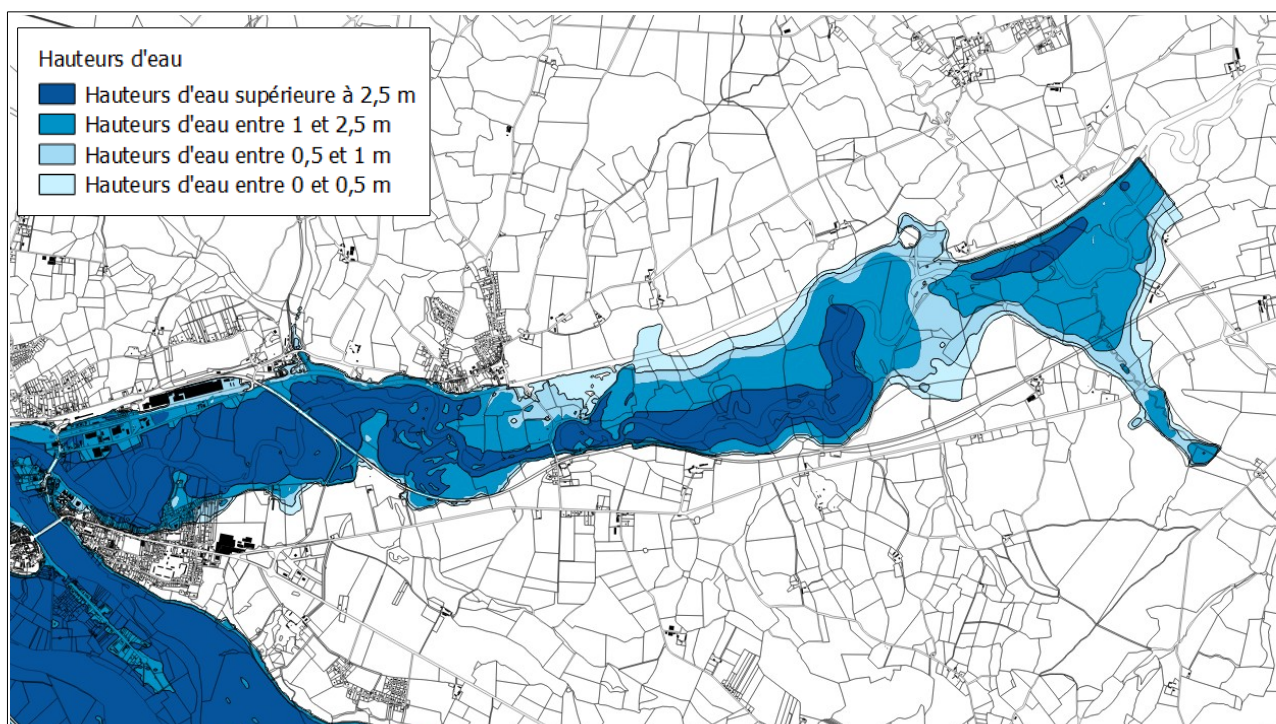 Hauteurs d'eau
Hauteurs d'eau supérieure à 2,5 m
Hauteurs d'eau entre 1 et 2,5 m
Hauteurs d'eau entre 0,5 et 1 m
Hauteurs d'eau entre 0 et 0,5 m